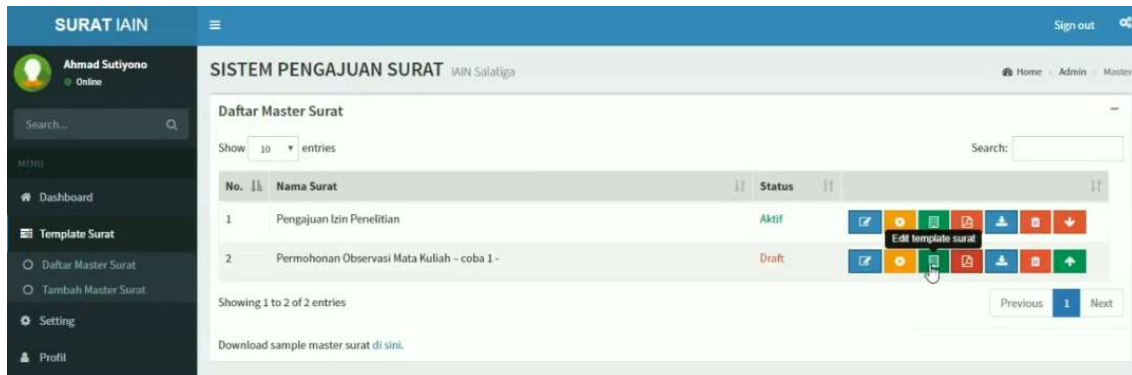 SURAT IAIN
Sign out
Ahmad Sutiyono
Online
Search...
MENU
Dashboard
Template Surat
Daftar Master Surat
Tambah Master Surat
Setting
Profil
SISTEM PENGAJUAN SURAT IAIN Salatiga
Home Admin Master
Daftar Master Surat
Show 10 entries
Search:
No. Nama Surat Status
1 Pengajuan Izin Penelitian Aktif
Edit template surat
2 Permohonan Observasi Mata Kuliah – coba 1 - Draft
Showing 1 to 2 of 2 entries
Previous 1 Next
Download sample master surat di sini.